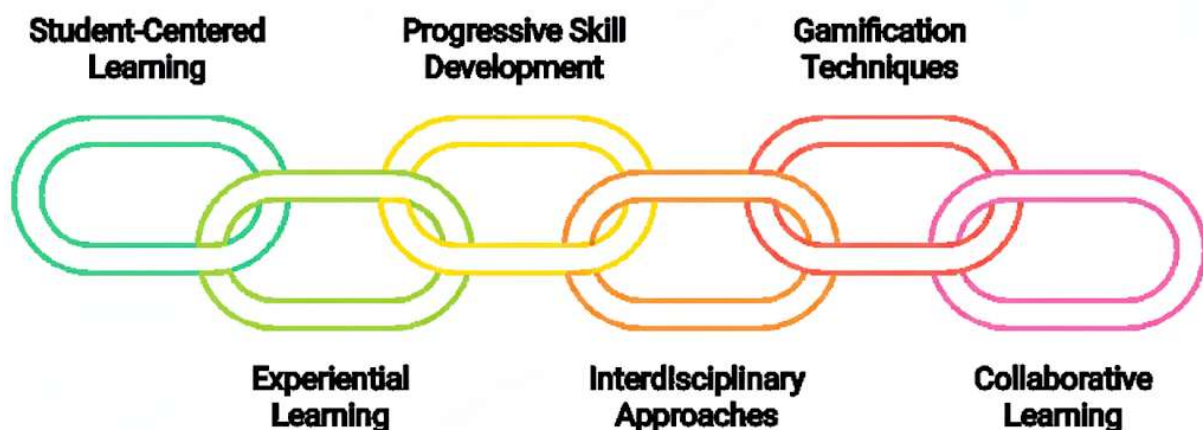 Student-Centered
Learning
Progressive Skill
Development
Gamification
Techniques
Experiential
Learning
Interdisciplinary
Approaches
Collaborative
Learning